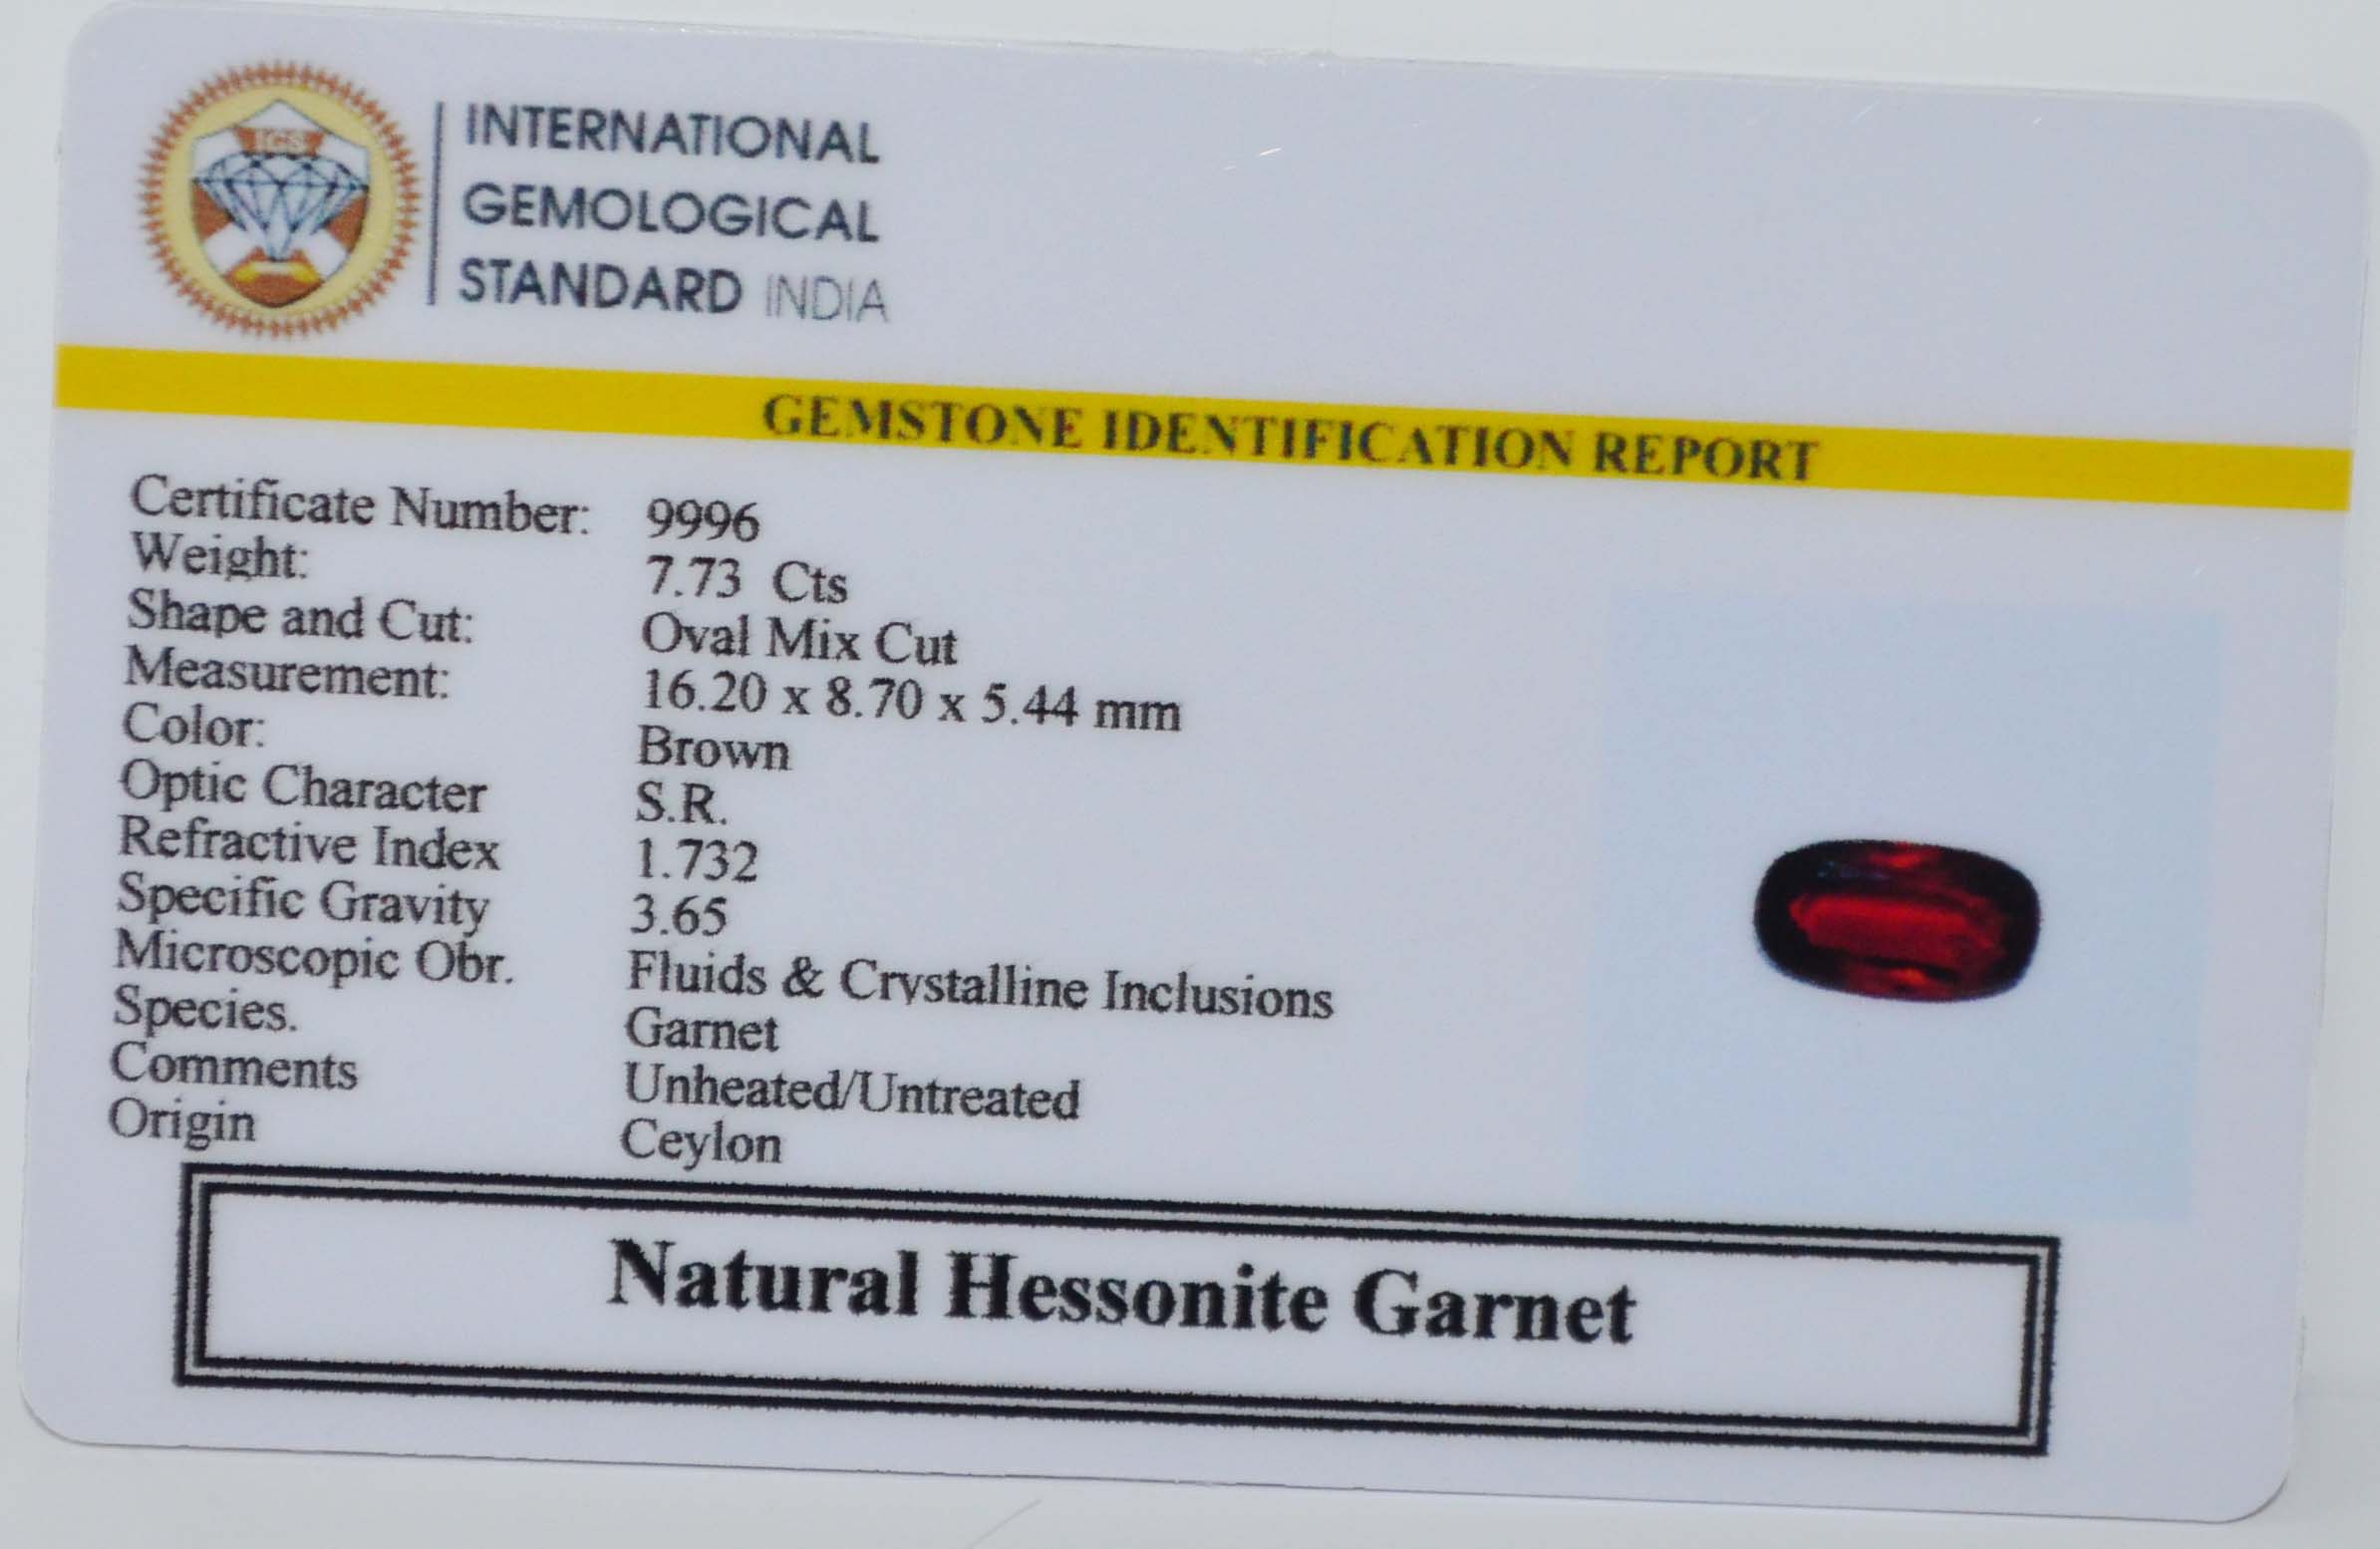 IGS
INTERNATIONAL
GEMOLOGICAL
STANDARD INDIA
GEMSTONE IDENTIFICATION REPORT
Certificate Number: 9996
Weight: 7.73 Cts
Shape and Cut: Oval Mix Cut
Measurement: 16.20 x 8.70 x 5.44 mm
Color: Brown
Optic Character S.R.
Refractive Index 1.732
Specific Gravity 3.65
Microscopic Obr. Fluids & Crystalline Inclusions
Species. Garnet
Comments Unheated/Untreated
Origin Ceylon
Natural Hessonite Garnet